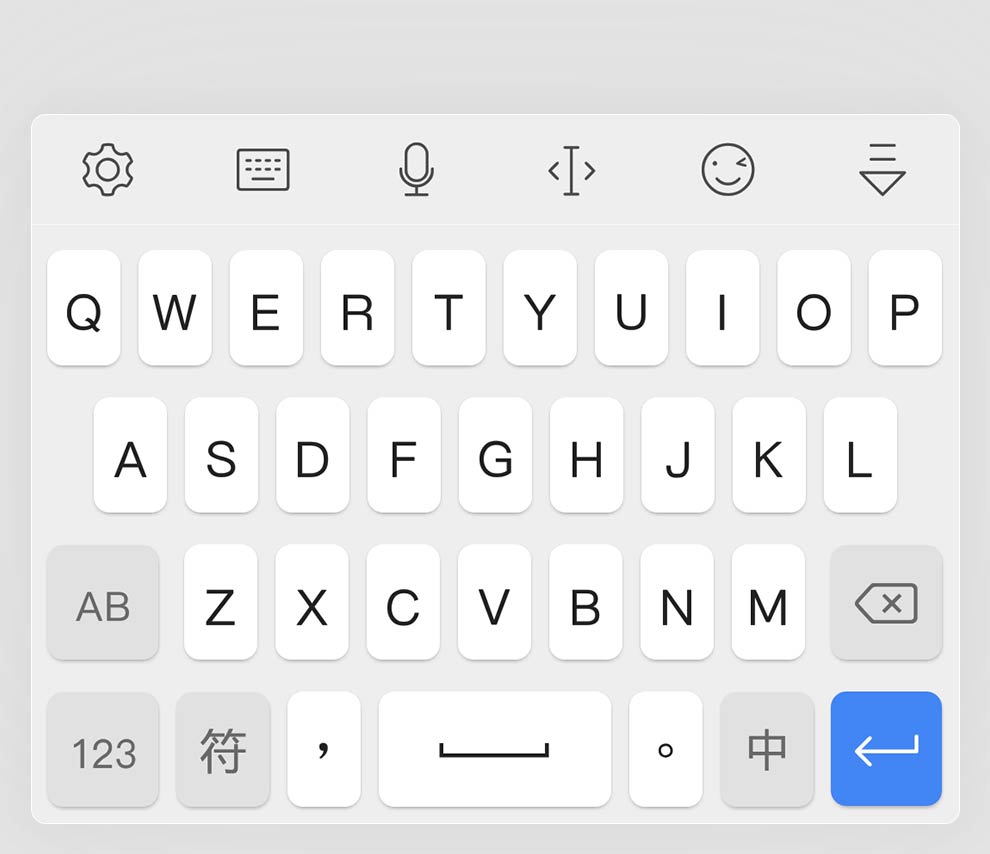 Q W E R T Y U I O P
A S D F G H J K L
AB Z X C V B N M
123 符 , 。 中